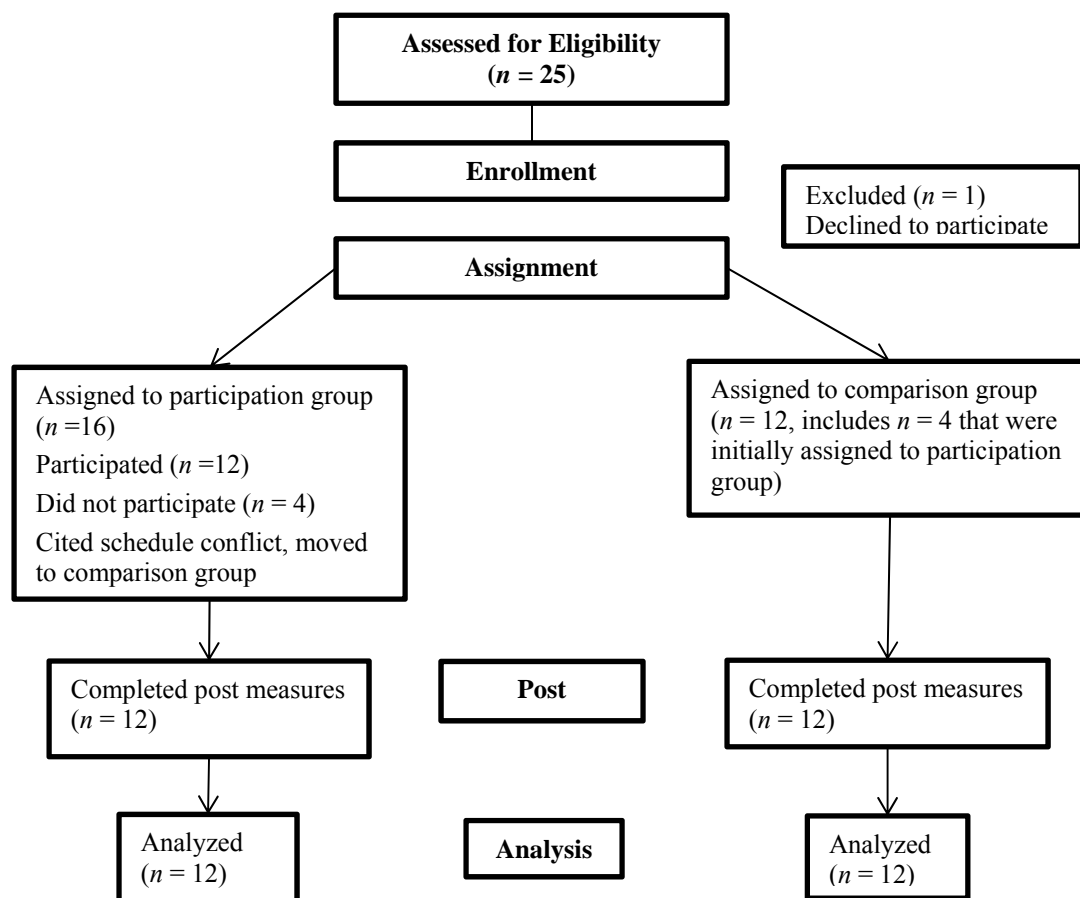 Assessed for Eligibility
(n = 25)
Enrollment
Excluded (n = 1)
Declined to participate
Assignment
Assigned to participation group
(n =16)
Participated (n =12)
Did not participate (n = 4)
Cited schedule conflict, moved
to comparison group
Assigned to comparison group
(n = 12, includes n = 4 that were
initially assigned to participation
group)
Completed post measures
(n = 12)
Post
Completed post measures
(n = 12)
Analyzed
(n = 12)
Analysis
Analyzed
(n = 12)